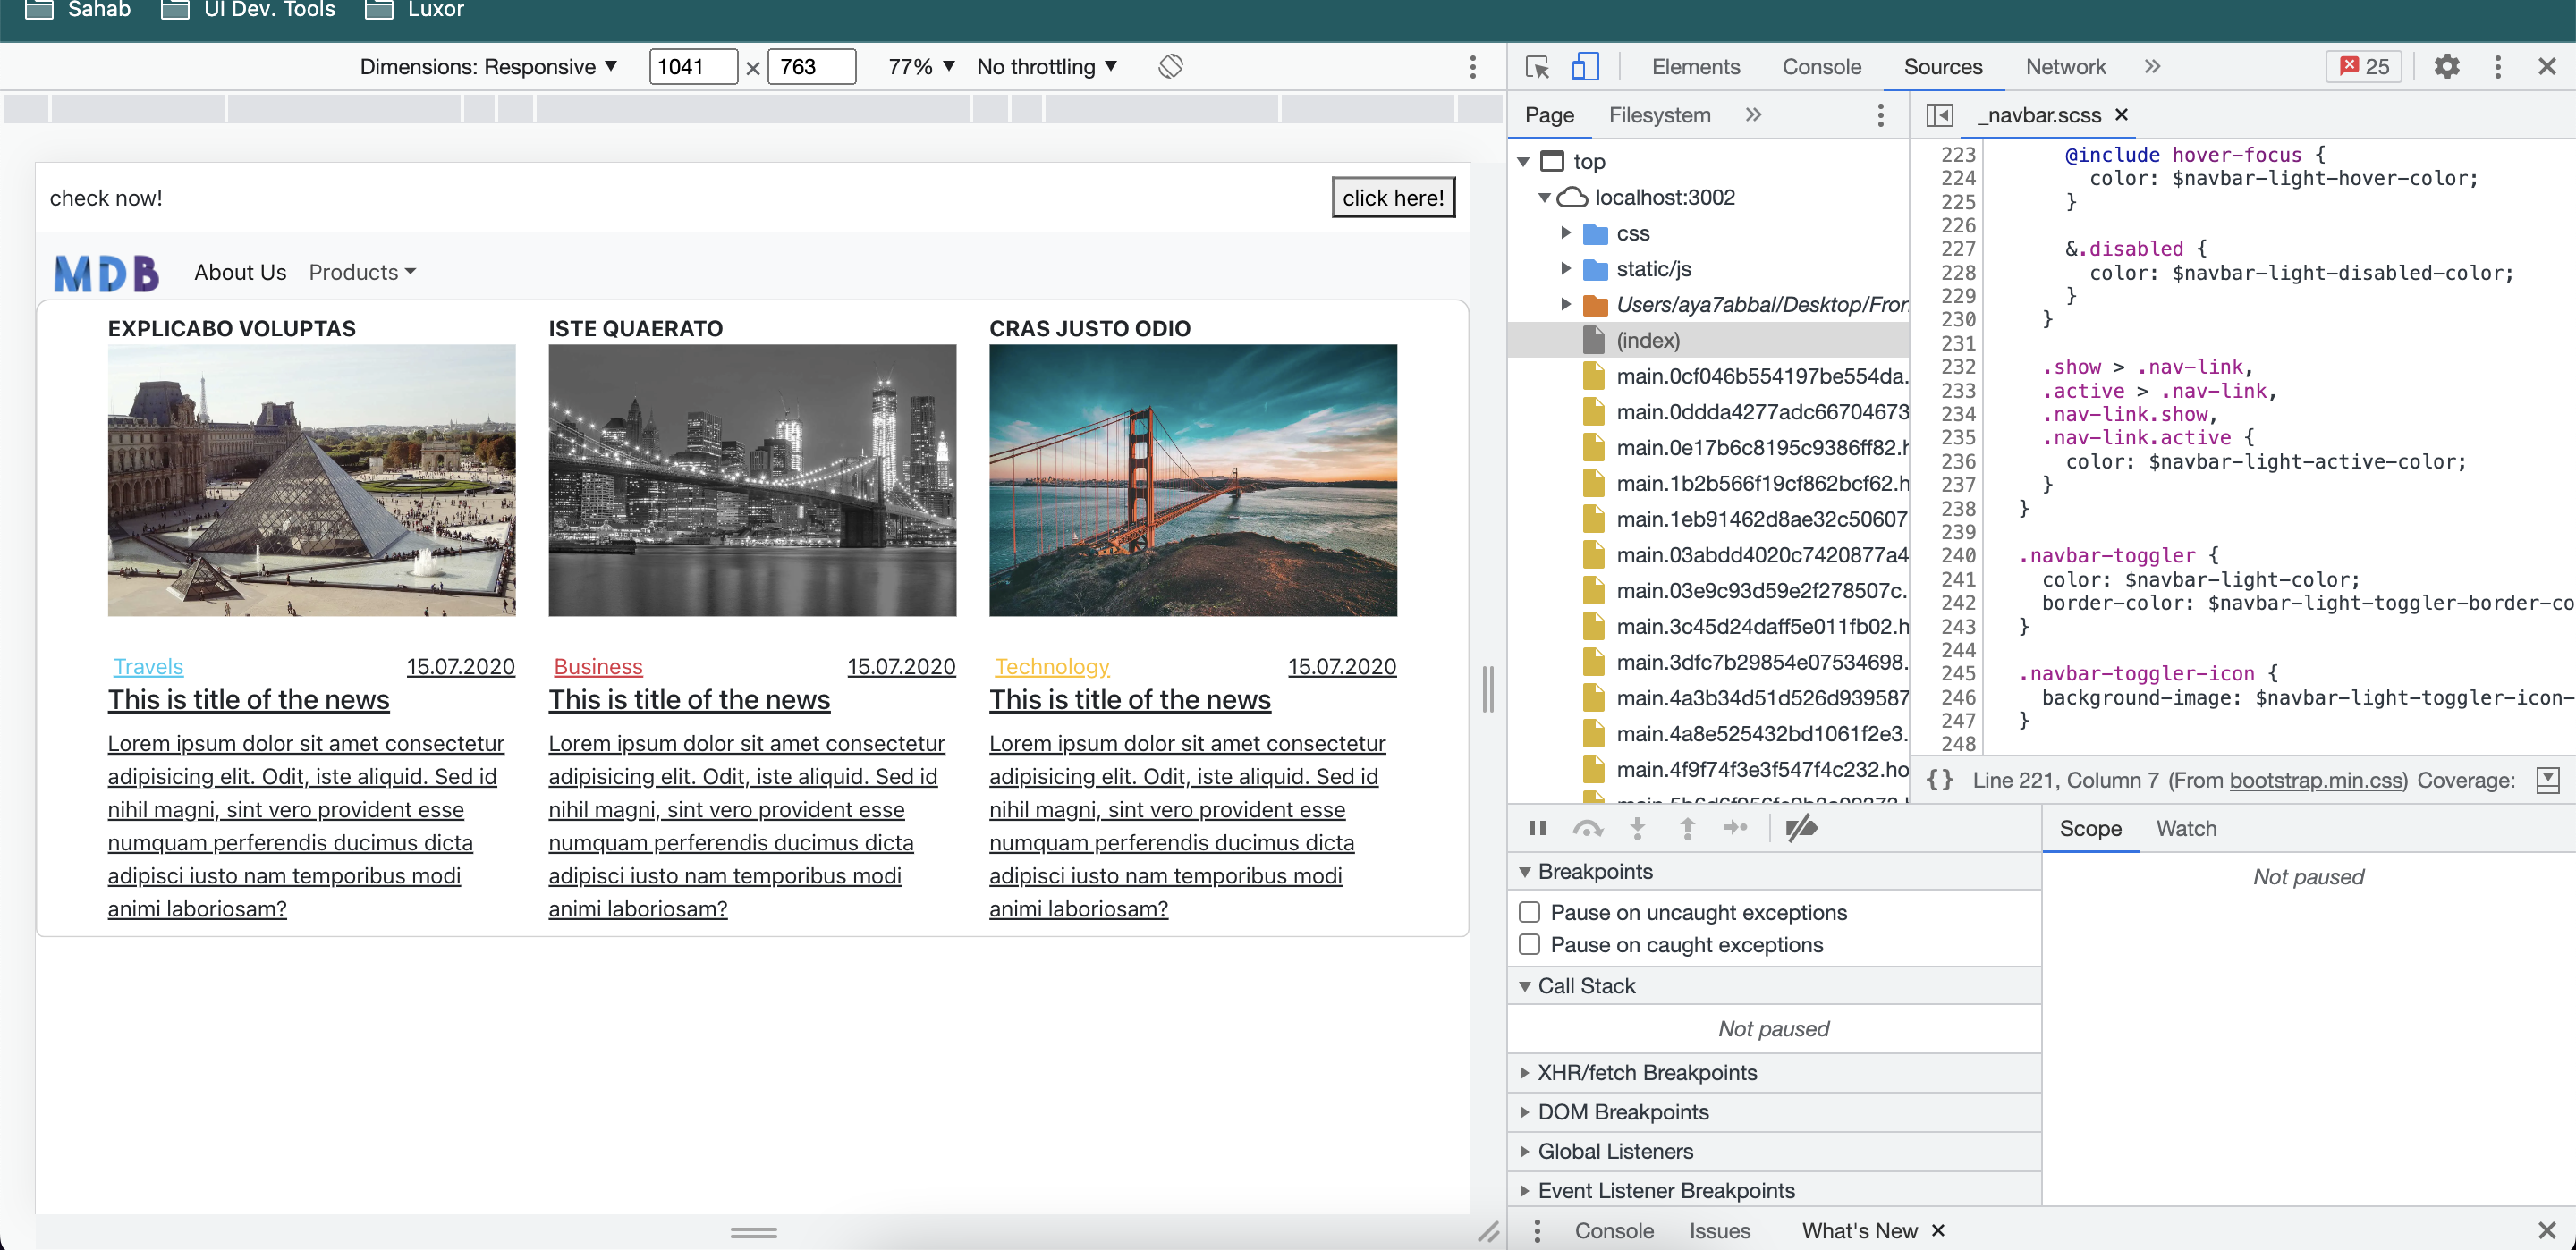 Sahab UI Dev. Tools Luxor
Dimensions: Responsive 1041 × 763 77% No throttling
check now! click here!
MDB About Us Products
EXPLICABO VOLUPTAS
Travels 15.07.2020
This is title of the news
Lorem ipsum dolor sit amet consectetur
adipisicing elit. Odit, iste aliquid. Sed id
nihil magni, sint vero provident esse
numquam perferendis ducimus dicta
adipisci iusto nam temporibus modi
animi laboriosam?
ISTE QUAERATO
Business 15.07.2020
This is title of the news
Lorem ipsum dolor sit amet consectetur
adipisicing elit. Odit, iste aliquid. Sed id
nihil magni, sint vero provident esse
numquam perferendis ducimus dicta
adipisci iusto nam temporibus modi
animi laboriosam?
CRAS JUSTO ODIO
Technology 15.07.2020
This is title of the news
Lorem ipsum dolor sit amet consectetur
adipisicing elit. Odit, iste aliquid. Sed id
nihil magni, sint vero provident esse
numquam perferendis ducimus dicta
adipisci iusto nam temporibus modi
animi laboriosam?
Elements Console Sources Network 25
Page Filesystem
top
localhost:3002
css
static/js
Users/aya7abbal/Desktop/Fror
(index)
main.0cf046b554197be554da.
main.0ddda4277adc66704673
main.0e17b6c8195c9386ff82.h
main.1b2b566f19cf862bcf62.h
main.1eb91462d8ae32c50607
main.03abdd4020c7420877a4
main.03e9c93d59e2f278507c.
main.3c45d24daff5e011fb02.h
main.3dfc7b29854e07534698.
main.4a3b34d51d526d939587
main.4a8e525432bd1061f2e3.
main.4f9f74f3e3f547f4c232.ho
_navbar.scss
223 @include hover-focus {
224 color: $navbar-light-hover-color;
225 }
226
227 &.disabled {
228 color: $navbar-light-disabled-color;
229 }
230 }
231
232 .show > .nav-link,
233 .active > .nav-link,
234 .nav-link.show,
235 .nav-link.active {
236 color: $navbar-light-active-color;
237 }
238 }
239
240 .navbar-toggler {
241 color: $navbar-light-color;
242 border-color: $navbar-light-toggler-border-co
243 }
244
245 .navbar-toggler-icon {
246 background-image: $navbar-light-toggler-icon-
247 }
248
{} Line 221, Column 7 (From bootstrap.min.css) Coverage:
Breakpoints
Pause on uncaught exceptions
Pause on caught exceptions
Call Stack
Not paused
XHR/fetch Breakpoints
DOM Breakpoints
Global Listeners
Event Listener Breakpoints
Scope Watch
Not paused
Console Issues What's New